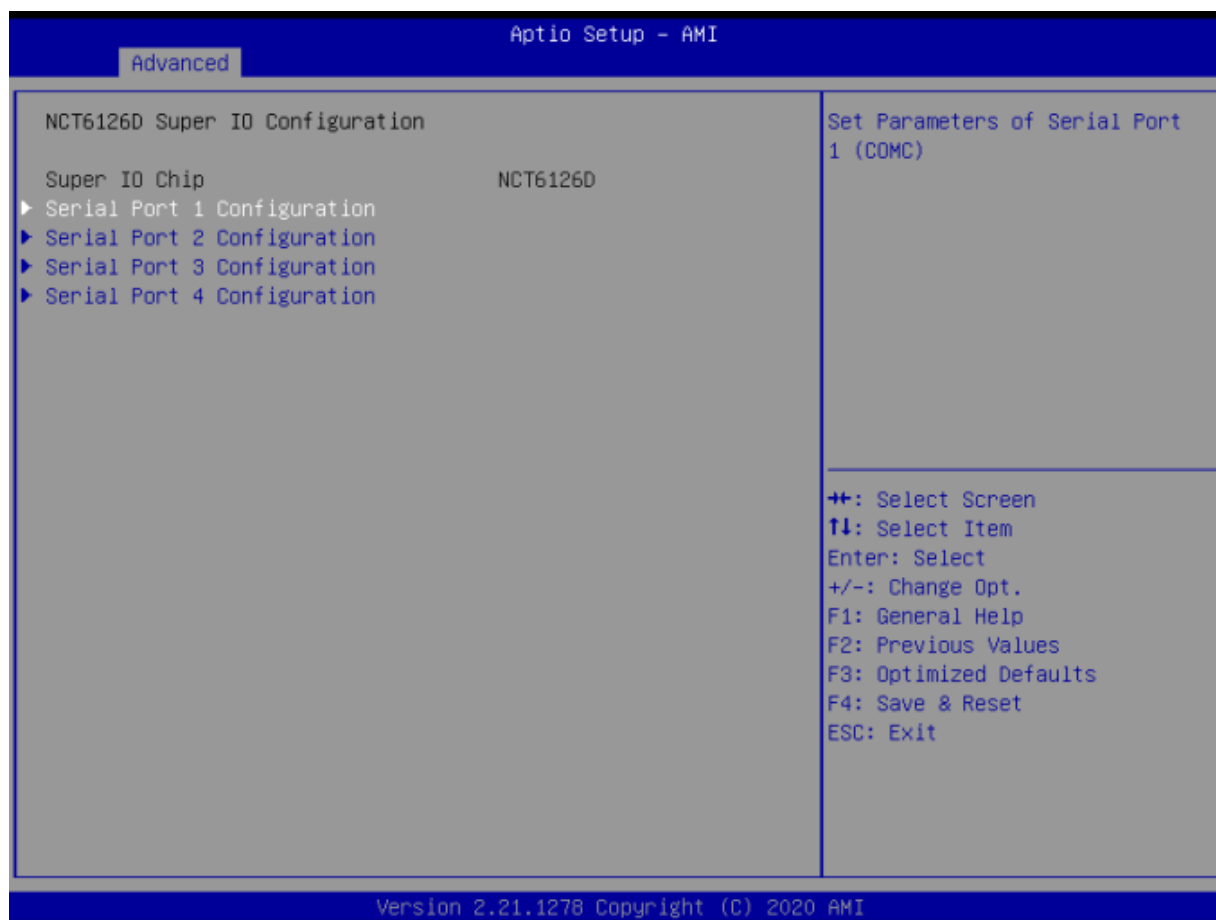 Aptio Setup – AMI
Advanced
NCT6126D Super IO Configuration
Super IO Chip NCT6126D
Serial Port 1 Configuration
Serial Port 2 Configuration
Serial Port 3 Configuration
Serial Port 4 Configuration
Set Parameters of Serial Port
1 (COMC)
→←: Select Screen
↑↓: Select Item
Enter: Select
+/-: Change Opt.
F1: General Help
F2: Previous Values
F3: Optimized Defaults
F4: Save & Reset
ESC: Exit
Version 2.21.1278 Copyright (C) 2020 AMI